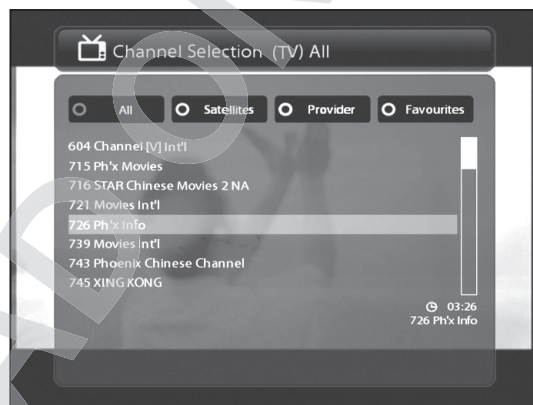 Channel Selection (TV) All
All Satellites Provider Favourites
604 Channel [V] Int'l
715 Ph'x Movies
716 STAR Chinese Movies 2 NA
721 Movies Int'l
726 Ph'x Info
739 Movies Int'l
743 Phoenix Chinese Channel
745 XING KONG
03:26
726 Ph'x Info